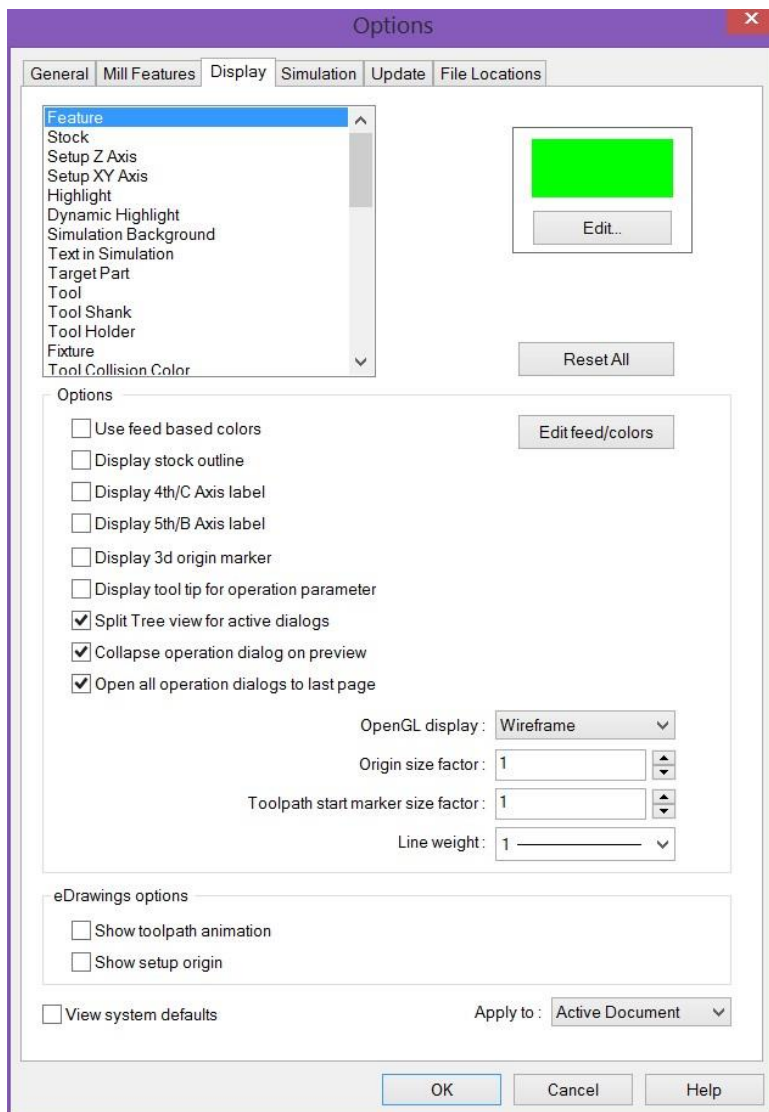 Options
General Mill Features Display Simulation Update File Locations
Feature
Stock
Setup Z Axis
Setup XY Axis
Highlight
Dynamic Highlight
Simulation Background
Text in Simulation
Target Part
Tool
Tool Shank
Tool Holder
Fixture
Tool Collision Color
Edit...
Reset All
Options
Use feed based colors
Edit feed/colors
Display stock outline
Display 4th/C Axis label
Display 5th/B Axis label
Display 3d origin marker
Display tool tip for operation parameter
Split Tree view for active dialogs
Collapse operation dialog on preview
Open all operation dialogs to last page
OpenGL display : Wireframe
Origin size factor : 1
Toolpath start marker size factor : 1
Line weight : 1
eDrawings options
Show toolpath animation
Show setup origin
View system defaults
Apply to : Active Document
OK Cancel Help